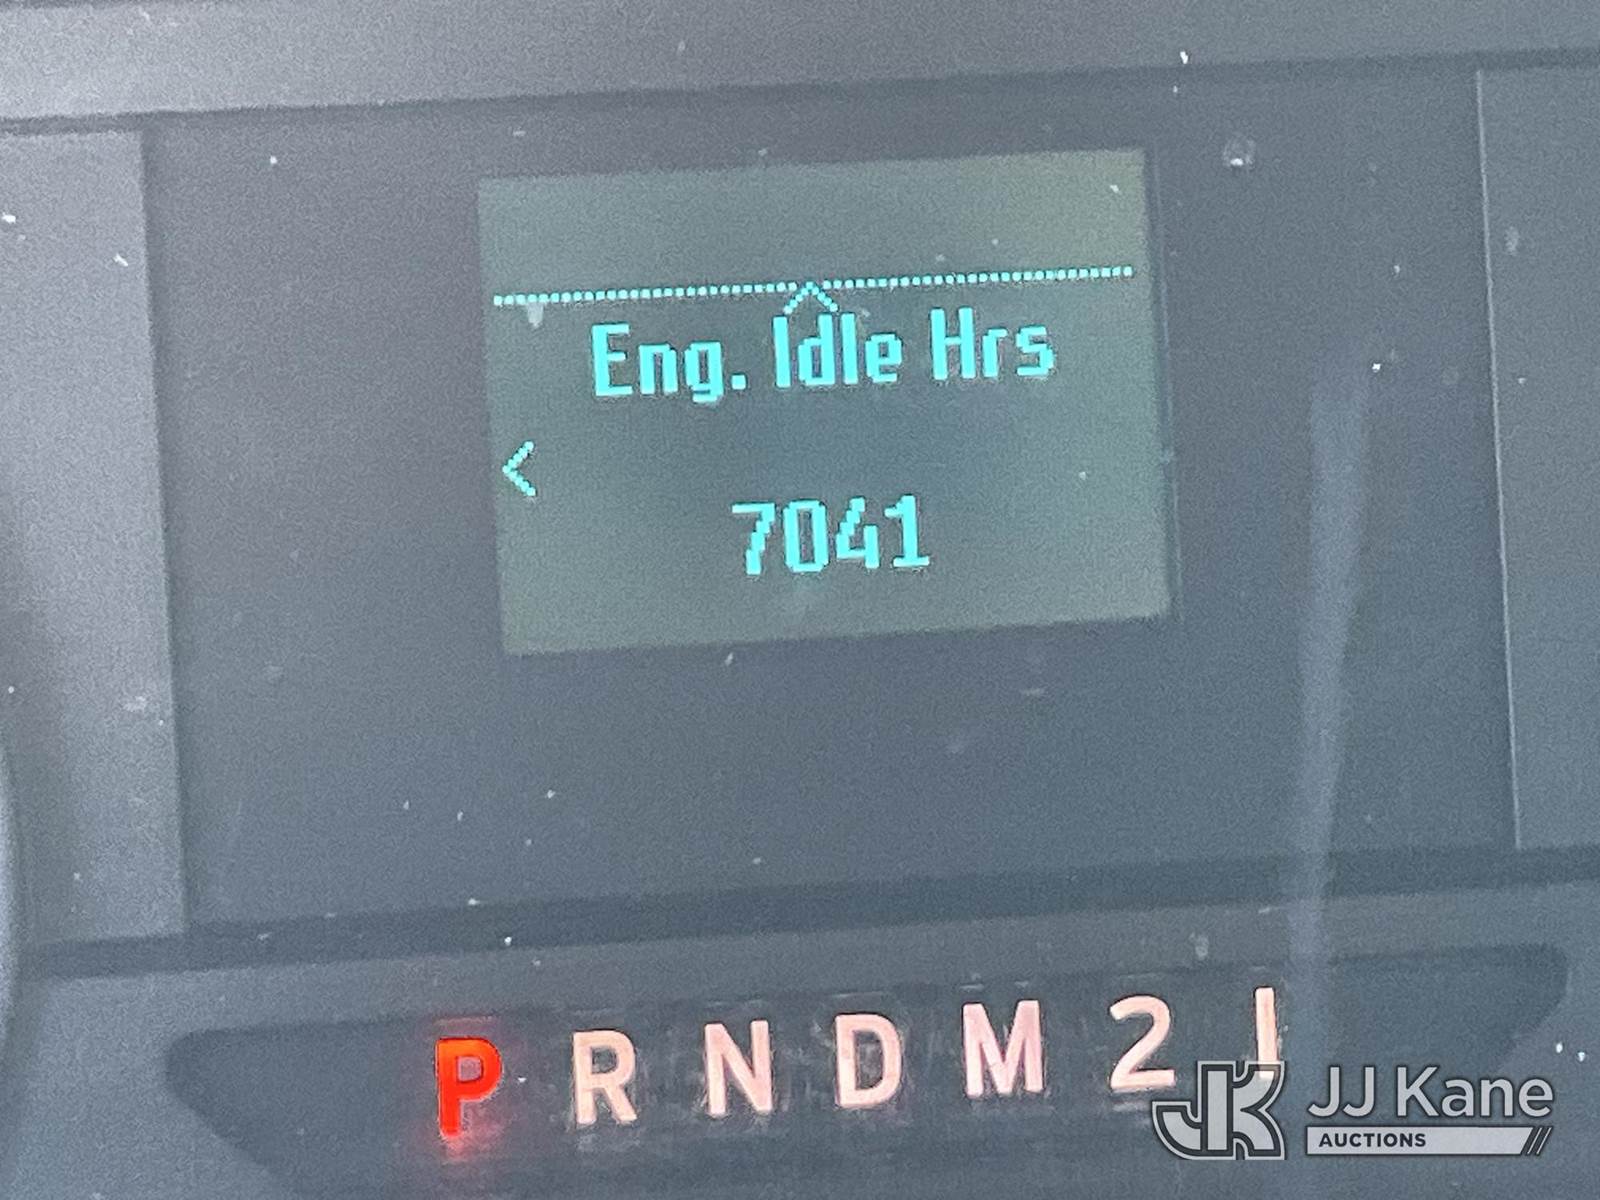 Eng. Idle Hrs
<
7041
P R N D M 2 1
JJ Kane
AUCTIONS